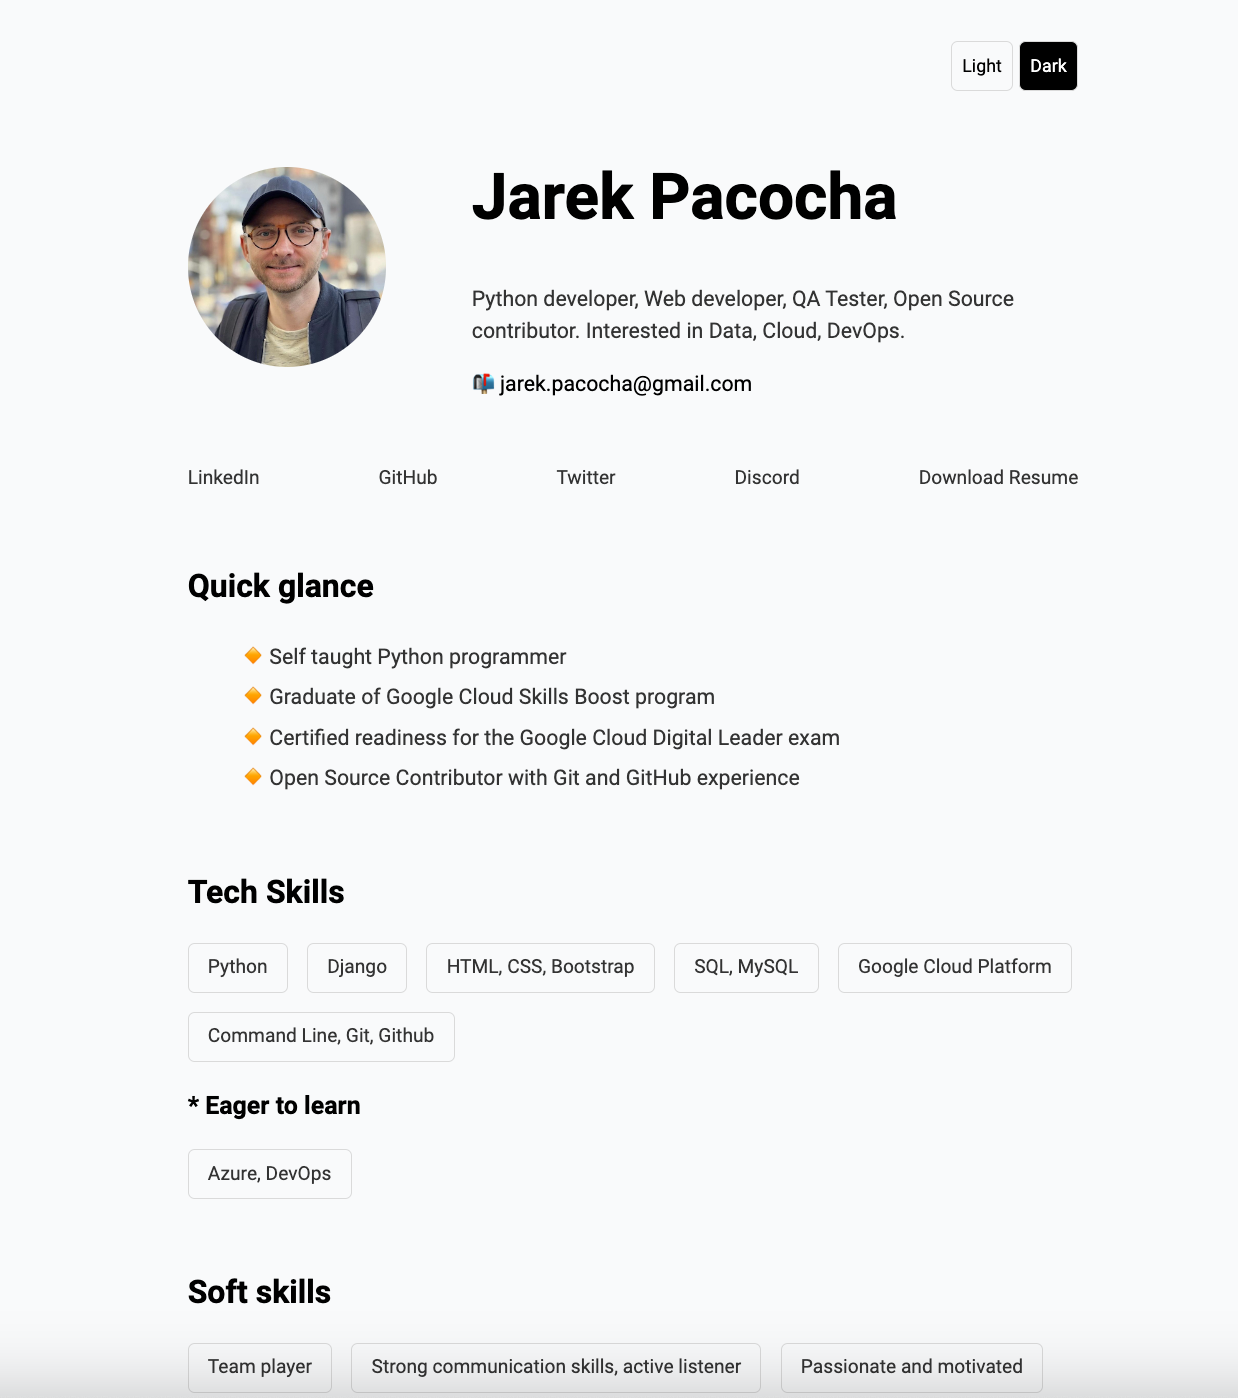 Light Dark
Jarek Pacocha
Python developer, Web developer, QA Tester, Open Source
contributor. Interested in Data, Cloud, DevOps.
📬 jarek.pacocha@gmail.com
LinkedIn GitHub Twitter Discord Download Resume
Quick glance
🔸 Self taught Python programmer
🔸 Graduate of Google Cloud Skills Boost program
🔸 Certified readiness for the Google Cloud Digital Leader exam
🔸 Open Source Contributor with Git and GitHub experience
Tech Skills
Python Django HTML, CSS, Bootstrap SQL, MySQL Google Cloud Platform
Command Line, Git, Github
* Eager to learn
Azure, DevOps
Soft skills
Team player Strong communication skills, active listener Passionate and motivated